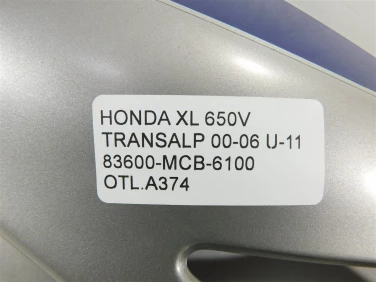 HONDA XL 650V
TRANSALP 00-06 U-11
83600-MCB-6100
OTL.A374